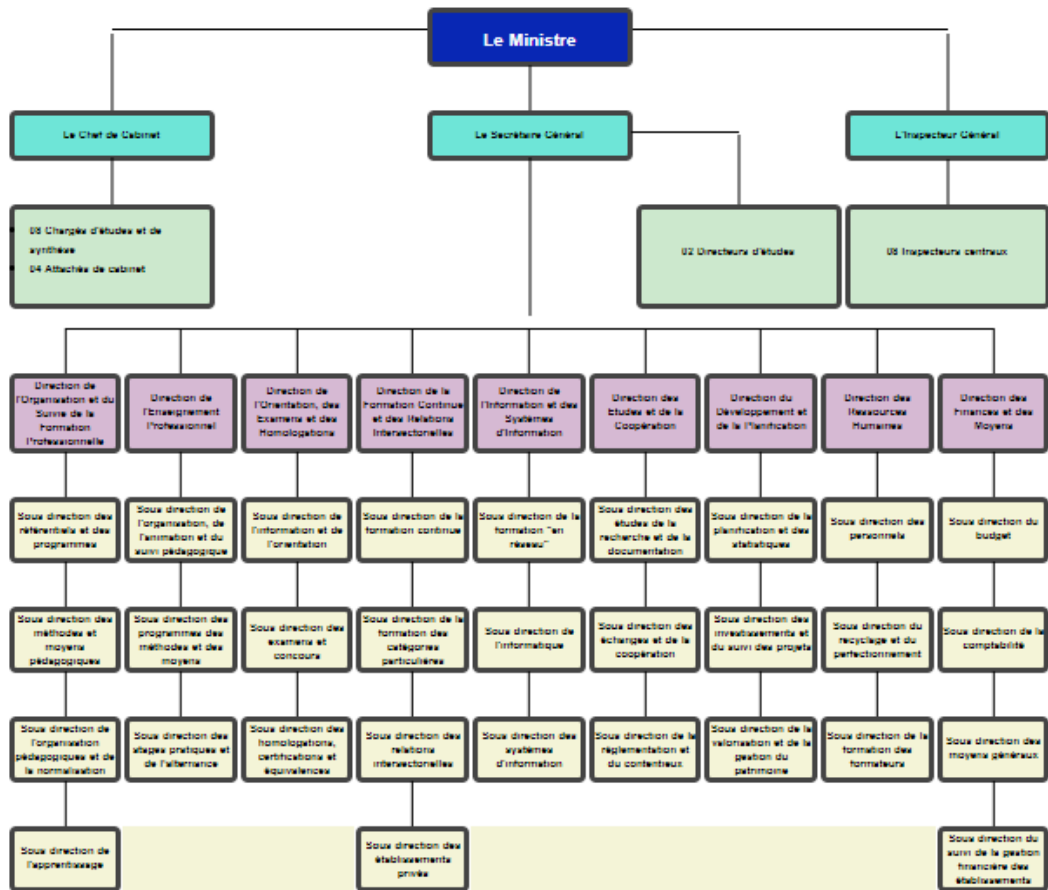 Le Ministre
Le Chef de Cabinet
Le Secrétaire Général
L'Inspecteur Général
08 Chargés d'études et de
synthèse
04 Attachés de cabinet
02 Directeurs d'études
08 Inspecteurs centraux
Direction de
l'Organisation et du
Suivie de la
Formation
Professionnelle
Direction de
l'Enseignement
Professionnel
Direction de
l'Orientation, des
Examens et des
Homologations
Direction de la
Formation Continue
et des Relations
Intersectorielles
Direction de
l'Information et des
Systèmes
d'Information
Direction des
Etudes et de la
Coopération
Direction du
Développement et
de la Planification
Direction des
Ressources
Humaines
Direction des
Finances et des
Moyens
Sous direction des
référentiels et des
programmes
Sous direction de
l'organisation, de
l'animation et du
suivi pédagogique
Sous direction de
l'information et de
l'orientation
Sous direction de la
formation continue
Sous direction de la
formation "en
réseau"
Sous direction des
études de la
recherche et de la
documentation
Sous direction de la
planification et des
statistiques
Sous direction des
personnels
Sous direction du
budget
Sous direction des
méthodes et
moyens
pédagogiques
Sous direction des
programmes des
méthodes et des
moyens
Sous direction des
examens et
concours
Sous direction de la
formation des
catégories
particulières
Sous direction de
l'informatique
Sous direction des
échanges et de la
coopération
Sous direction des
investissements et
du suivi des projets
Sous direction du
recyclage et du
perfectionnement
Sous direction de la
comptabilité
Sous direction de
l'organisation
pédagogiques et de
la normalisation
Sous direction des
stages pratiques et
de l'alternance
Sous direction des
homologations,
certifications et
équivalences
Sous direction des
relations
intersectorielles
Sous direction des
systèmes
d'information
Sous direction de la
réglementation et
du contentieux
Sous direction de la
valorisation et de la
gestion du
patrimoine
Sous direction de la
formation des
formateurs
Sous direction des
moyens généraux
Sous direction de
l'apprentissage
Sous direction des
établissements
privés
Sous direction du
suivi de la gestion
financière des
établissements